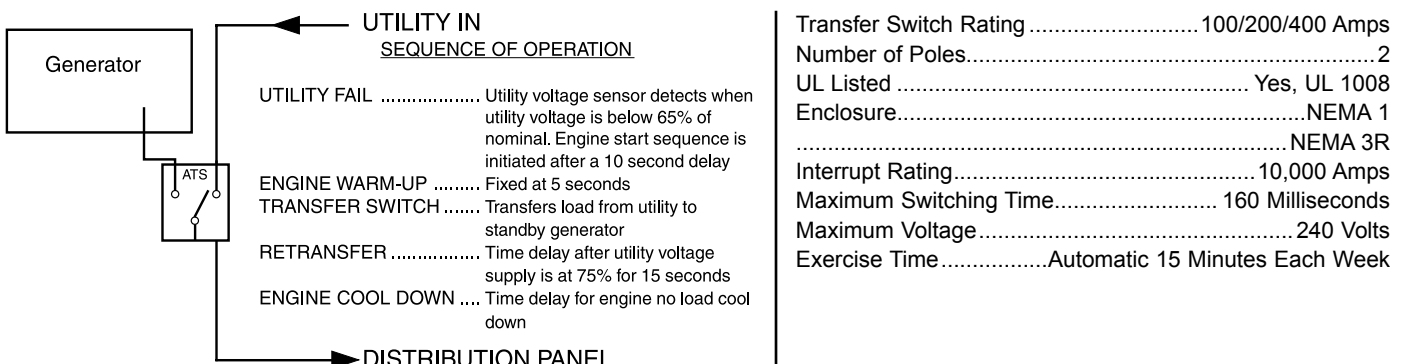 UTILITY IN
SEQUENCE OF OPERATION
Generator
ATS
UTILITY FAIL ................... Utility voltage sensor detects when
utility voltage is below 65% of
nominal. Engine start sequence is
initiated after a 10 second delay
ENGINE WARM-UP ......... Fixed at 5 seconds
TRANSFER SWITCH ....... Transfers load from utility to
standby generator
RETRANSFER .................. Time delay after utility voltage
supply is at 75% for 15 seconds
ENGINE COOL DOWN .... Time delay for engine no load cool
down
DISTRIBUTION PANEL
Transfer Switch Rating ............................100/200/400 Amps
Number of Poles....................................................................2
UL Listed .......................................................... Yes, UL 1008
Enclosure....................................................................NEMA 1
..................................................................................NEMA 3R
Interrupt Rating..................................................10,000 Amps
Maximum Switching Time........................... 160 Milliseconds
Maximum Voltage....................................................240 Volts
Exercise Time.................Automatic 15 Minutes Each Week